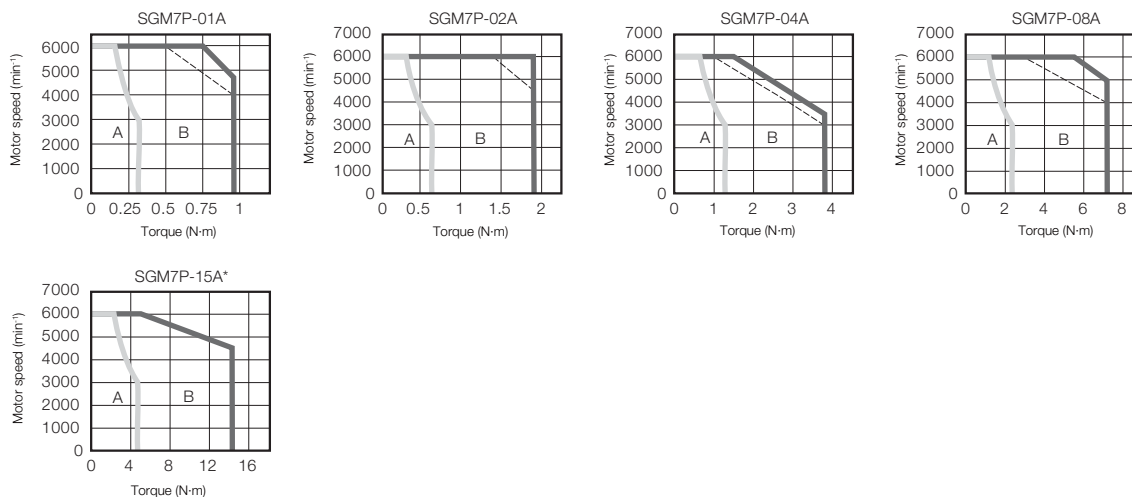 SGM7P-01A
Motor speed (min⁻¹)
6000
5000
4000
3000
2000
1000
0
A
B
0 0.25 0.5 0.75 1
Torque (N·m)
SGM7P-02A
Motor speed (min⁻¹)
7000
6000
5000
4000
3000
2000
1000
0
A
B
0 0.5 1 1.5 2
Torque (N·m)
SGM7P-04A
Motor speed (min⁻¹)
7000
6000
5000
4000
3000
2000
1000
0
A
B
0 1 2 3 4
Torque (N·m)
SGM7P-08A
Motor speed (min⁻¹)
7000
6000
5000
4000
3000
2000
1000
0
A
B
0 2 4 6 8
Torque (N·m)
SGM7P-15A*
Motor speed (min⁻¹)
7000
6000
5000
4000
3000
2000
1000
0
A
B
0 4 8 12 16
Torque (N·m)